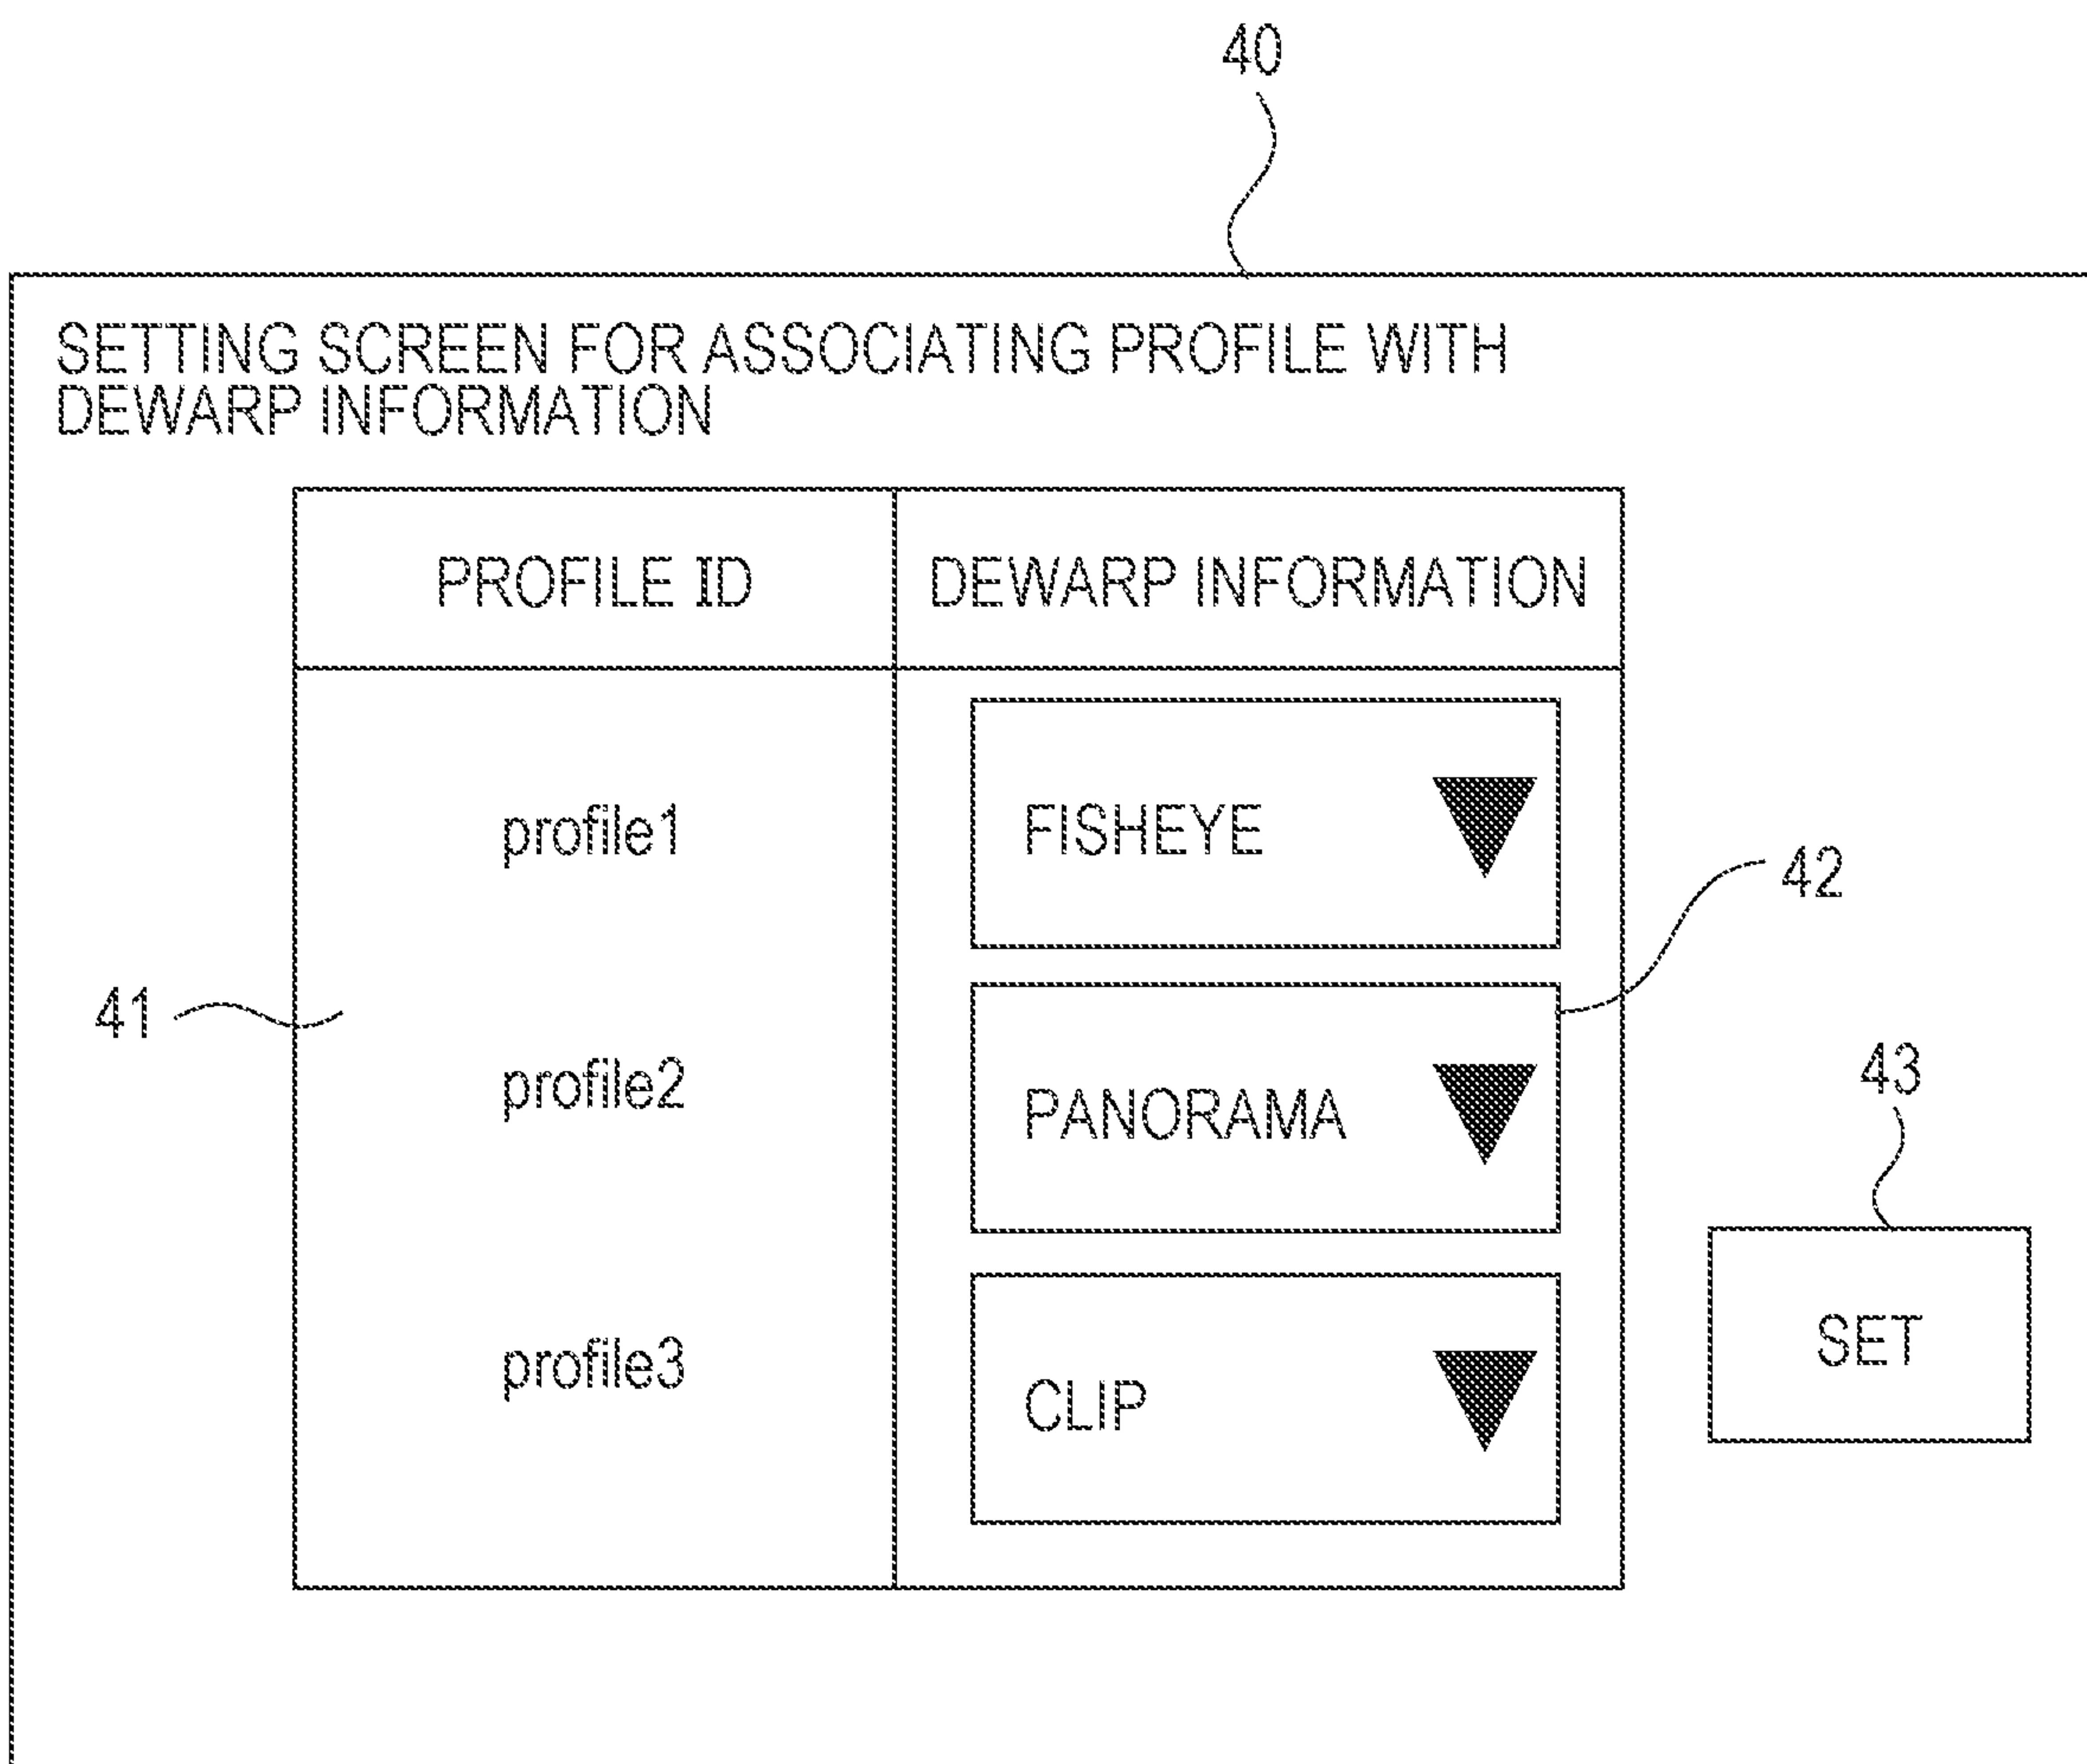 40
SETTING SCREEN FOR ASSOCIATING PROFILE WITH
DEWARP INFORMATION
PROFILE ID DEWARP INFORMATION
profile1 FISHEYE
42
41
profile2 PANORAMA
43
profile3 CLIP
SET